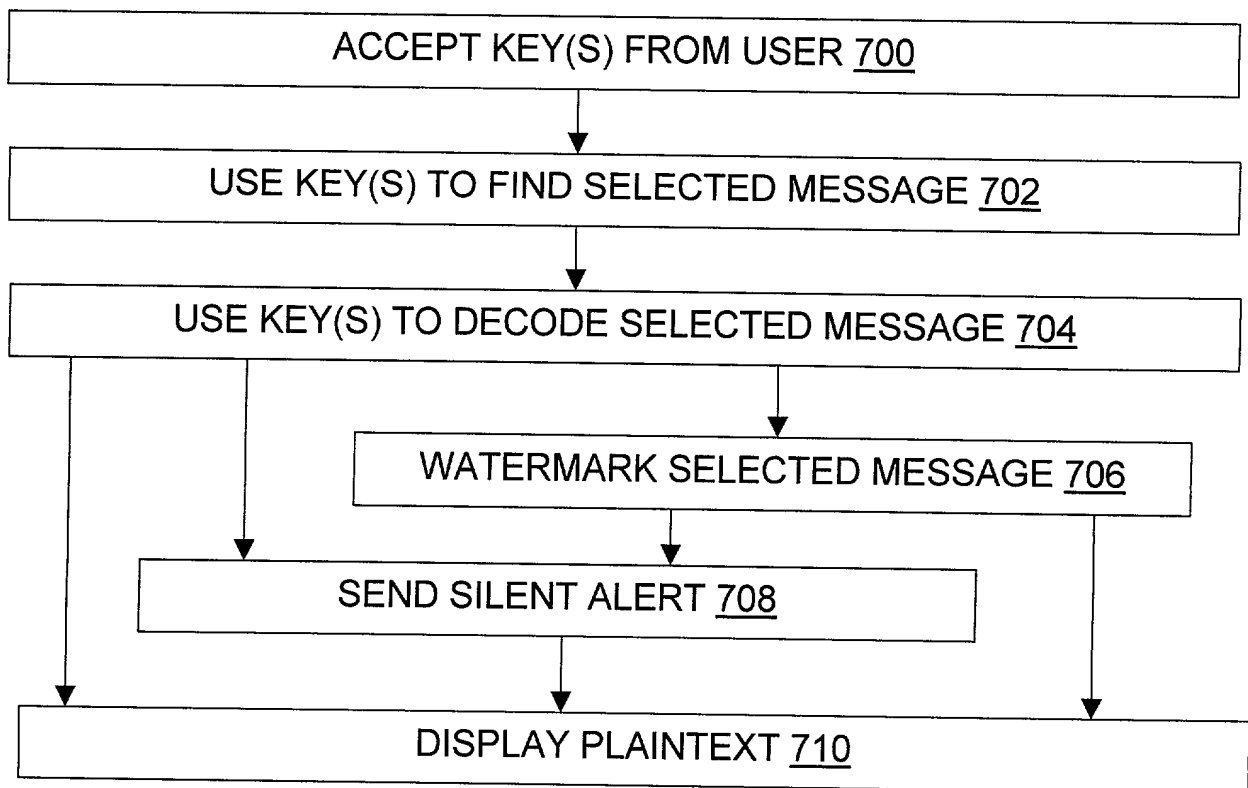 ACCEPT KEY(S) FROM USER 700
USE KEY(S) TO FIND SELECTED MESSAGE 702
USE KEY(S) TO DECODE SELECTED MESSAGE 704
WATERMARK SELECTED MESSAGE 706
SEND SILENT ALERT 708
DISPLAY PLAINTEXT 710